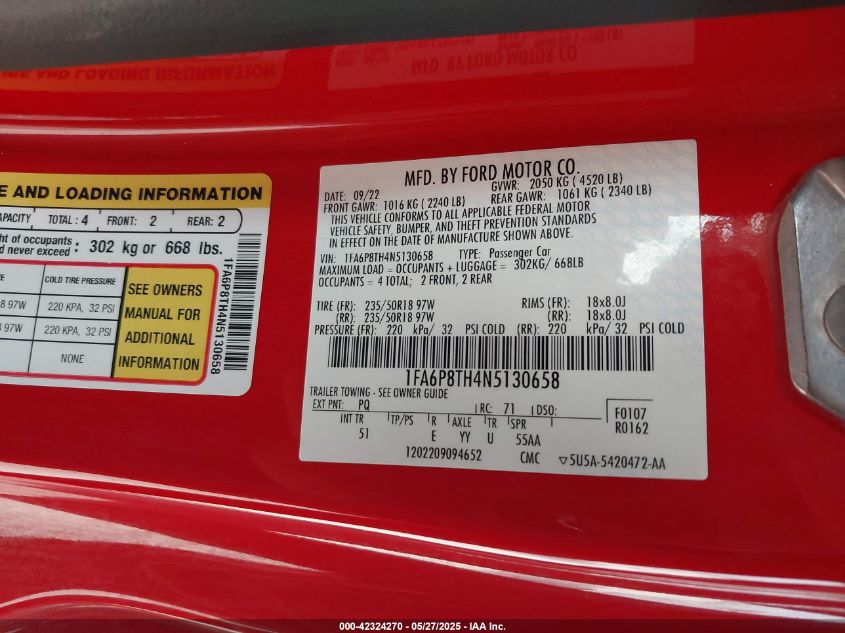 MFD. BY FORD MOTOR CO.
DATE: 09/22 GVWR: 2050 KG ( 4520 LB)
FRONT GAWR: 1016 KG ( 2240 LB) REAR GAWR: 1061 KG ( 2340 LB)
THIS VEHICLE CONFORMS TO ALL APPLICABLE FEDERAL MOTOR
VEHICLE SAFETY, BUMPER, AND THEFT PREVENTION STANDARDS
IN EFFECT ON THE DATE OF MANUFACTURE SHOWN ABOVE.
VIN: 1FA6P8TH4N5130658 TYPE: Passenger Car
MAXIMUM LOAD = OCCUPANTS + LUGGAGE = 302KG/ 668LB
OCCUPANTS = 4 TOTAL; 2 FRONT, 2 REAR
TIRE (FR): 235/50R18 97W RIMS (FR): 18x8.0J
(RR): 235/50R18 97W (RR): 18x8.0J
PRESSURE (FR): 220 kPa/ 32 PSI COLD (RR): 220 kPa/ 32 PSI COLD
1FA6P8TH4N5130658
TRAILER TOWING - SEE OWNER GUIDE
EXT PNT: PQ RC: 71 DSO:
INT TR TP/PS R AXLE TR SPR
51 E YY U 55AA
F0107
R0162
1202209094652 CMC ▽5U5A-5420472-AA
E AND LOADING INFORMATION
APACITY TOTAL : 4 FRONT: 2 REAR: 2
ht of occupants
d never exceed : 302 kg or 668 lbs.
COLD TIRE PRESSURE
8 97W 220 KPA, 32 PSI
8 97W 220 KPA, 32 PSI
NONE
SEE OWNERS
MANUAL FOR
ADDITIONAL
INFORMATION
1FA6P8TH4N5130658
000-42324270 - 05/27/2025 - IAA Inc.